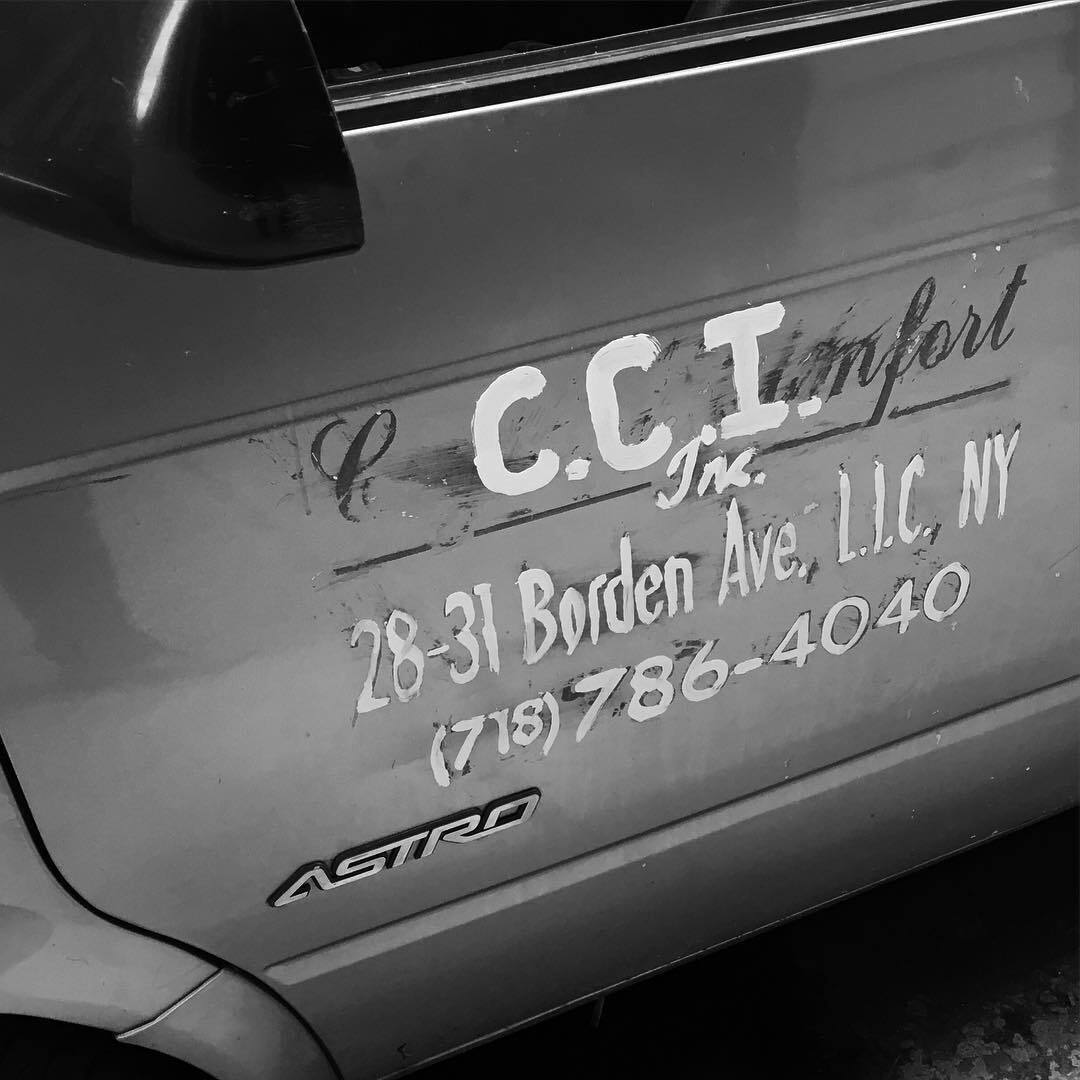 C.C.I.
Inc.
28-31 Borden Ave. L.I.C. NY
(718) 786-4040
ASTRO